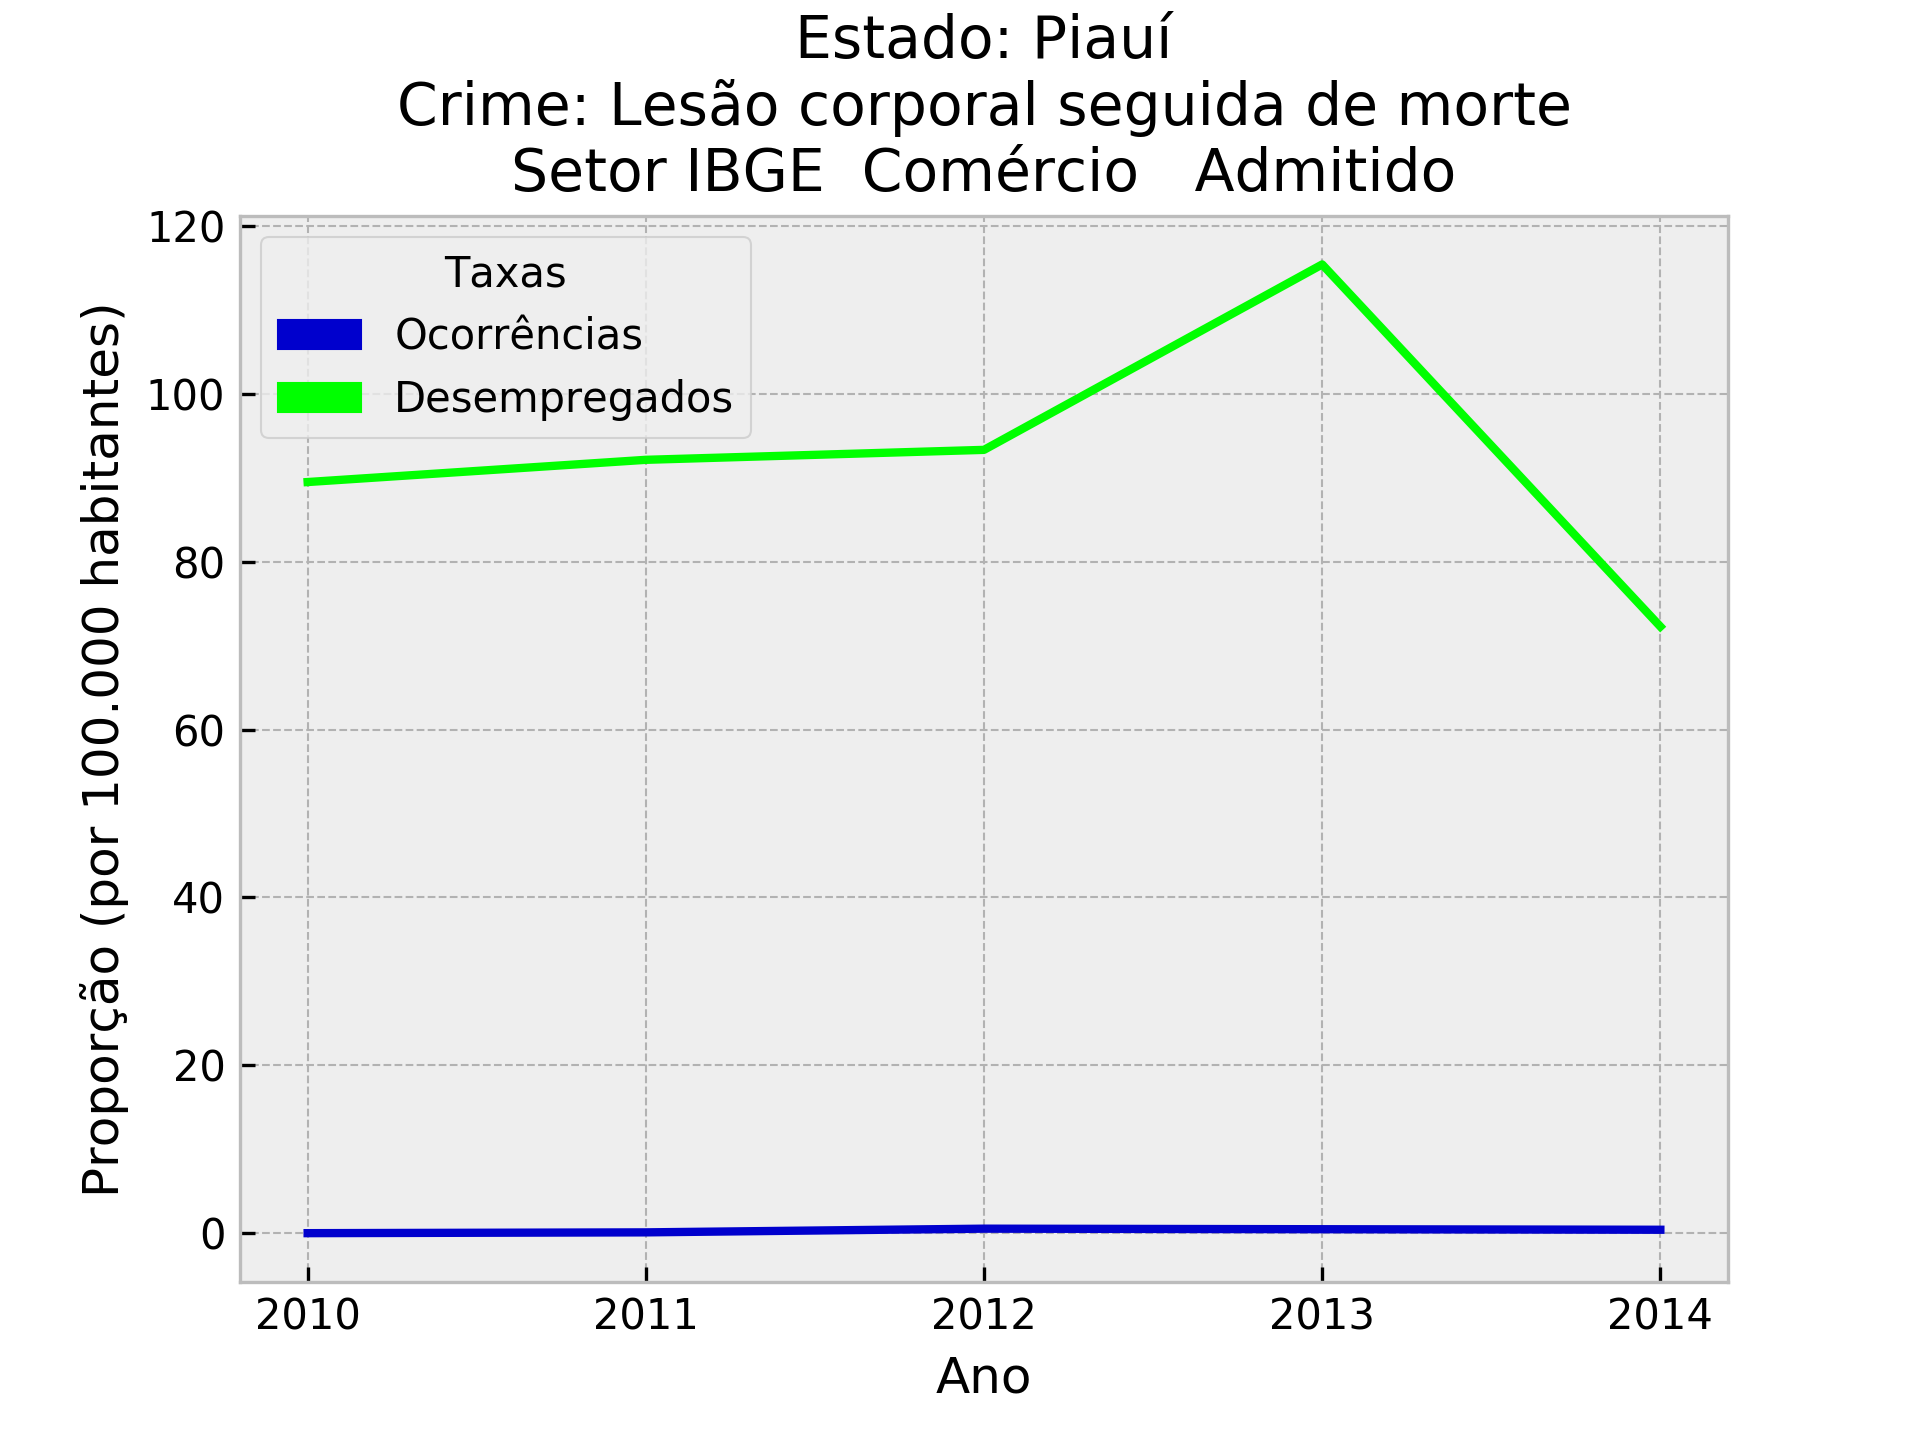 Estado: Piauí
Crime: Lesão corporal seguida de morte
Setor IBGE  Comércio   Admitido
Proporção (por 100.000 habitantes)
120
100
80
60
40
20
0
Taxas
Ocorrências
Desempregados
2010
2011
2012
2013
2014
Ano